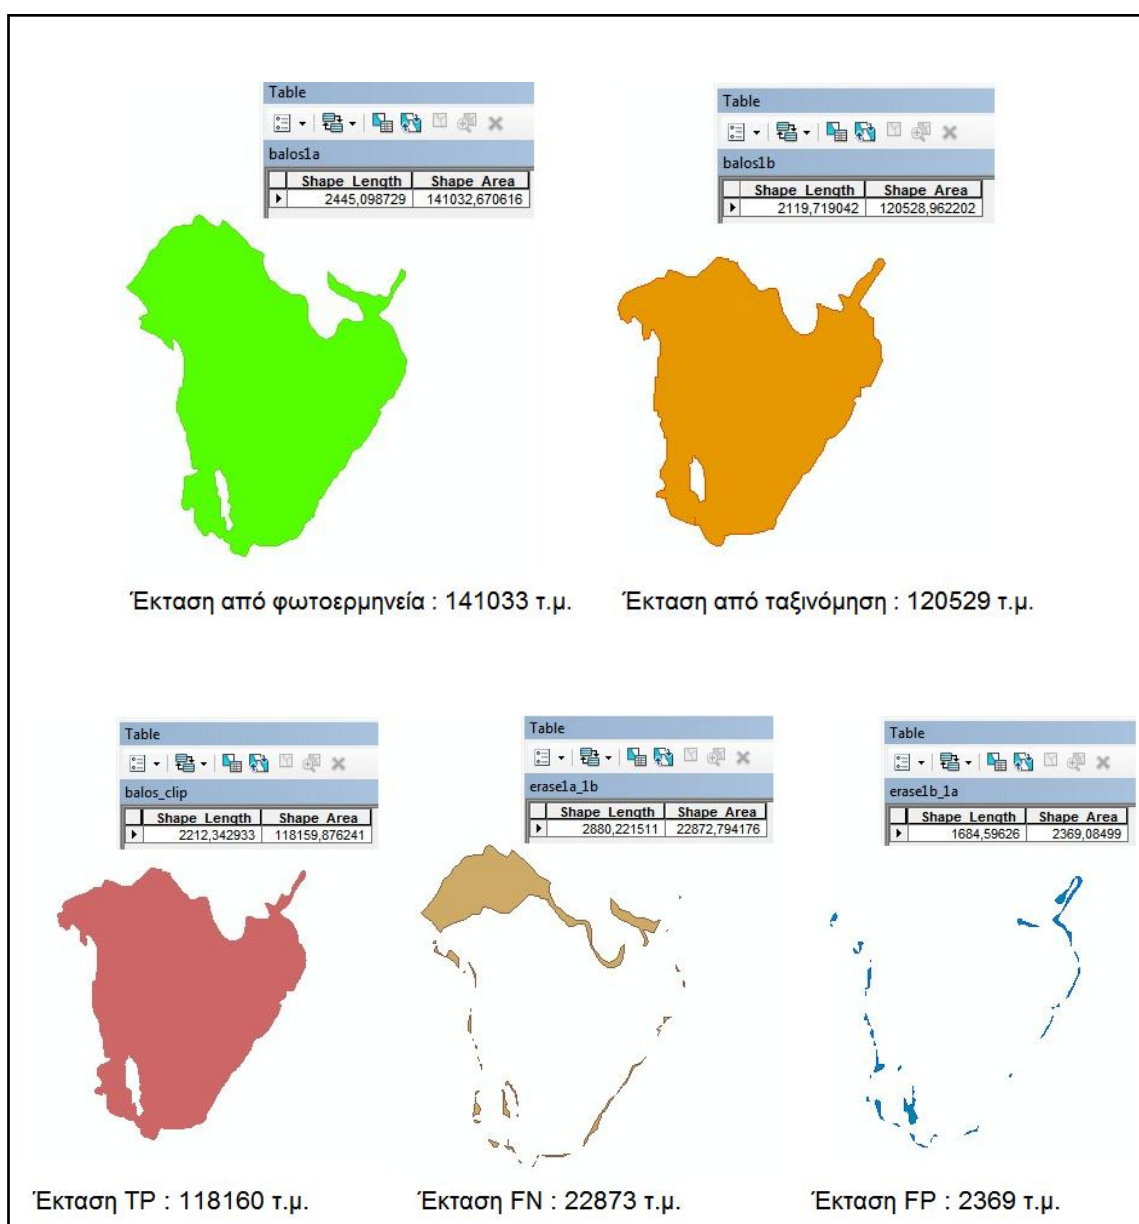 Table
balos1a
Shape_Length Shape_Area
2445,098729 141032,670616
Table
balos1b
Shape_Length Shape_Area
2119,719042 120528,962202
Έκταση από φωτοερμηνεία : 141033 τ.μ.
Έκταση από ταξινόμηση : 120529 τ.μ.
Table
balos_clip
Shape_Length Shape_Area
2212,342933 118159,876241
Table
erase1a_1b
Shape_Length Shape_Area
2880,221511 22872,794176
Table
erase1b_1a
Shape_Length Shape_Area
1684,59626 2369,08499
Έκταση TP : 118160 τ.μ.
Έκταση FN : 22873 τ.μ.
Έκταση FP : 2369 τ.μ.